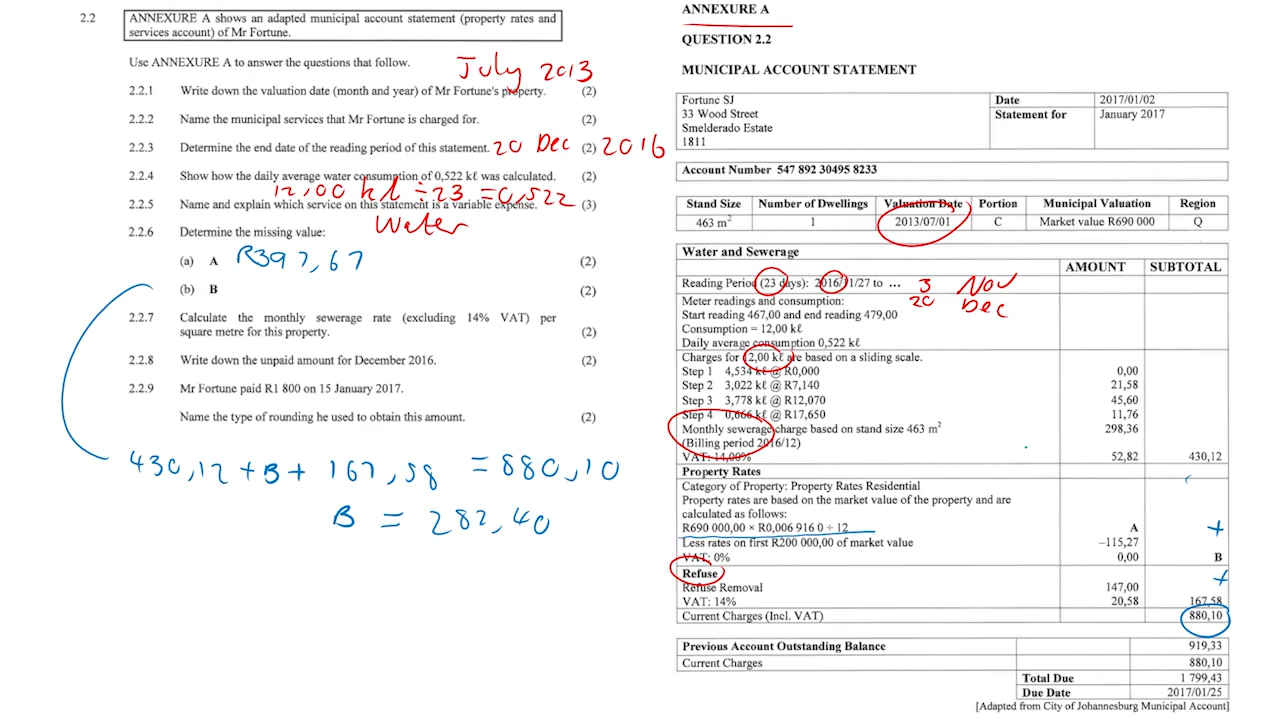 2.2 ANNEXURE A shows an adapted municipal account statement (property rates and
services account) of Mr Fortune.
Use ANNEXURE A to answer the questions that follow.
July 2013
2.2.1 Write down the valuation date (month and year) of Mr Fortune's property. (2)
2.2.2 Name the municipal services that Mr Fortune is charged for. (2)
2.2.3 Determine the end date of the reading period of this statement. 20 Dec (2) 2016
2.2.4 Show how the daily average water consumption of 0,522 kℓ was calculated. (2)
12,00 kl ÷ 23 = 0,522
2.2.5 Name and explain which service on this statement is a variable expense. (3)
Water
2.2.6 Determine the missing value:
(a) A R397,67 (2)
(b) B (2)
2.2.7 Calculate the monthly sewerage rate (excluding 14% VAT) per
square metre for this property. (2)
2.2.8 Write down the unpaid amount for December 2016. (2)
2.2.9 Mr Fortune paid R1 800 on 15 January 2017.
Name the type of rounding he used to obtain this amount. (2)
430,12 + B + 167,58 = 880,10
B = 282,40
ANNEXURE A
QUESTION 2.2
MUNICIPAL ACCOUNT STATEMENT
Fortune SJ Date 2017/01/02
33 Wood Street Statement for January 2017
Smelderado Estate
1811
Account Number 547 892 30495 8233
Stand Size Number of Dwellings Valuation Date Portion Municipal Valuation Region
463 m² 1 2013/07/01 C Market value R690 000 Q
Water and Sewerage
AMOUNT SUBTOTAL
Reading Period (23 days): 2016/11/27 to ... 3 Nov
20 Dec
Meter readings and consumption:
Start reading 467,00 and end reading 479,00
Consumption = 12,00 kℓ
Daily average consumption 0,522 kℓ
Charges for 12,00 kℓ are based on a sliding scale.
Step 1 4,534 kℓ @ R0,000 0,00
Step 2 3,022 kℓ @ R7,140 21,58
Step 3 3,778 kℓ @ R12,070 45,60
Step 4 0,666 kℓ @ R17,650 11,76
Monthly sewerage charge based on stand size 463 m² 298,36
(Billing period 2016/12)
VAT: 14,00% 52,82 430,12
Property Rates
Category of Property: Property Rates Residential
Property rates are based on the market value of the property and are
calculated as follows:
R690 000,00 × R0,006 916 0 ÷ 12 A +
Less rates on first R200 000,00 of market value –115,27
VAT: 0% 0,00 B
Refuse +
Refuse Removal 147,00
VAT: 14% 20,58 167,58
Current Charges (Incl. VAT) 880,10
Previous Account Outstanding Balance 919,33
Current Charges 880,10
Total Due 1 799,43
Due Date 2017/01/25
[Adapted from City of Johannesburg Municipal Account]